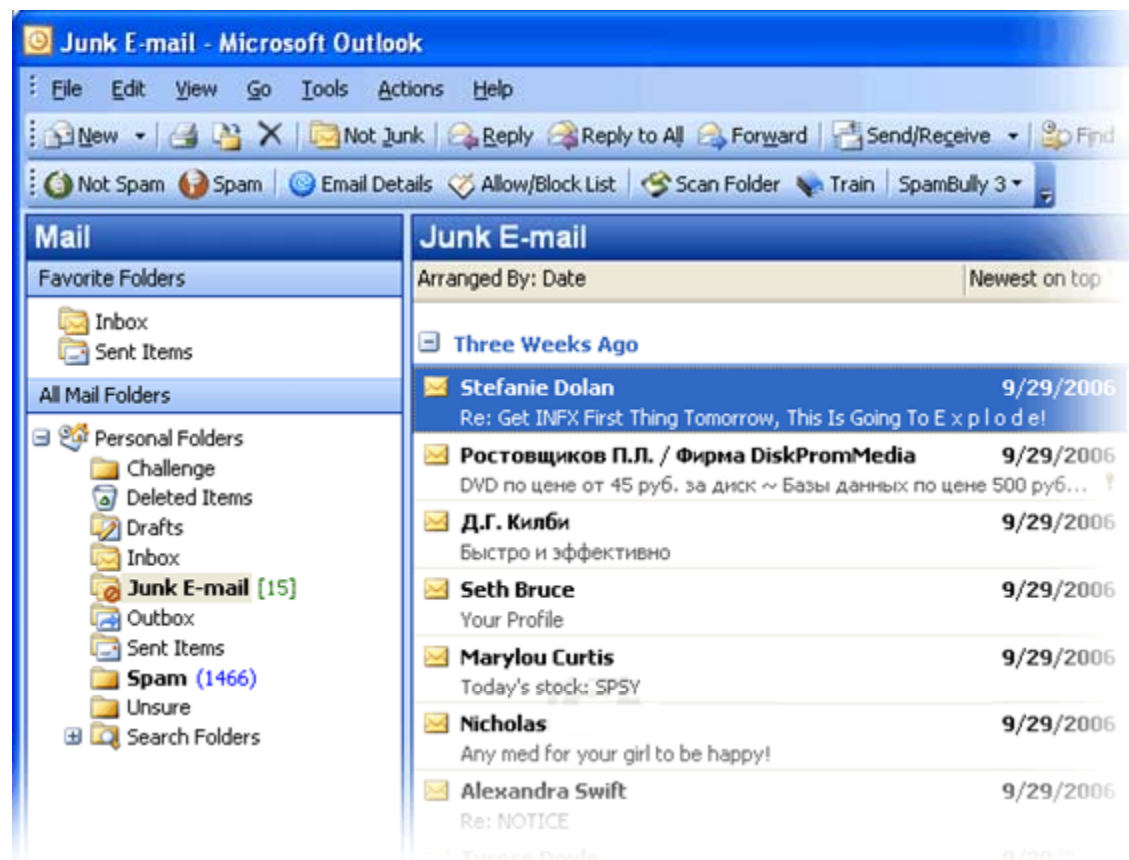 Junk E-mail - Microsoft Outlook
File Edit View Go Tools Actions Help
New Not Junk Reply Reply to All Forward Send/Receive Find
Not Spam Spam Email Details Allow/Block List Scan Folder Train SpamBully 3
Mail
Favorite Folders
Inbox
Sent Items
All Mail Folders
Personal Folders
Challenge
Deleted Items
Drafts
Inbox
Junk E-mail [15]
Outbox
Sent Items
Spam (1466)
Unsure
Search Folders
Junk E-mail
Arranged By: Date Newest on top
Three Weeks Ago
Stefanie Dolan 9/29/2006
Re: Get INFX First Thing Tomorrow, This Is Going To E x p l o d e!
Ростовщиков П.Л. / Фирма DiskPromMedia 9/29/2006
DVD по цене от 45 руб. за диск ~ Базы данных по цене 500 руб...
Д.Г. Килби 9/29/2006
Быстро и эффективно
Seth Bruce 9/29/2006
Your Profile
Marylou Curtis 9/29/2006
Today's stock: SPSY
Nicholas 9/29/2006
Any med for your girl to be happy!
Alexandra Swift 9/29/2006
Re: NOTICE